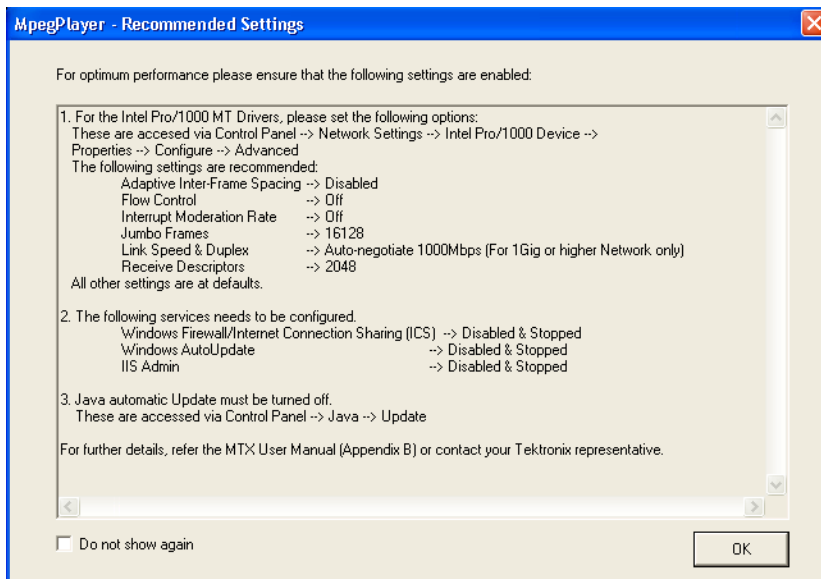 MpegPlayer - Recommended Settings
For optimum performance please ensure that the following settings are enabled:
1. For the Intel Pro/1000 MT Drivers, please set the following options:
These are accesed via Control Panel --> Network Settings --> Intel Pro/1000 Device -->
Properties --> Configure --> Advanced
The following settings are recommended:
Adaptive Inter-Frame Spacing --> Disabled
Flow Control --> Off
Interrupt Moderation Rate --> Off
Jumbo Frames --> 16128
Link Speed & Duplex --> Auto-negotiate 1000Mbps (For 1Gig or higher Network only)
Receive Descriptors --> 2048
All other settings are at defaults.
2. The following services needs to be configured.
Windows Firewall/Internet Connection Sharing (ICS) --> Disabled & Stopped
Windows AutoUpdate --> Disabled & Stopped
IIS Admin --> Disabled & Stopped
3. Java automatic Update must be turned off.
These are accessed via Control Panel --> Java --> Update
For further details, refer the MTX User Manual (Appendix B) or contact your Tektronix representative.
Do not show again
OK